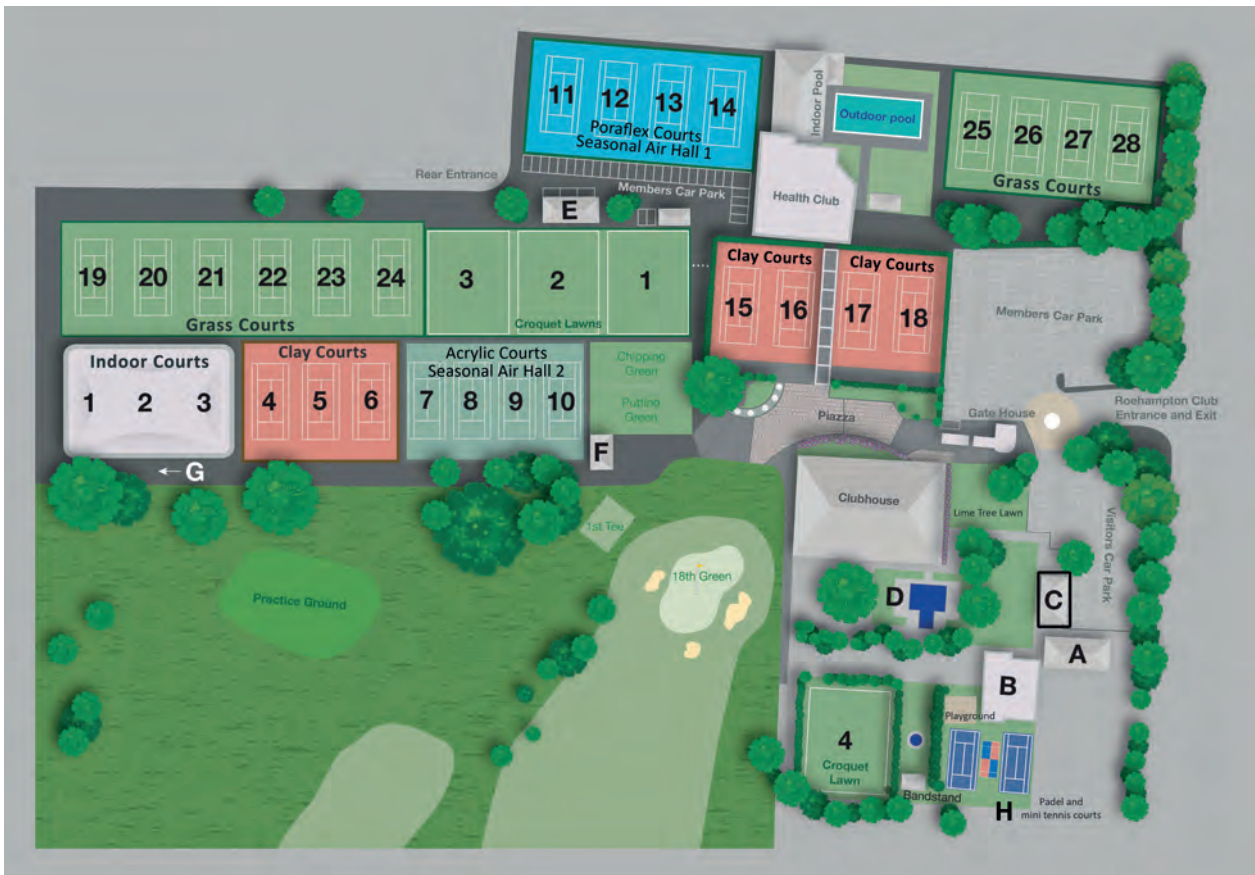 11
12
13
14
Poraflex Courts
Seasonal Air Hall 1
Indoor Pool
Outdoor pool
25
26
27
28
Grass Courts
Rear Entrance
Members Car Park
Health Club
E
19
20
21
22
23
24
Grass Courts
3
2
1
Croquet Lawns
Clay Courts
15
16
Clay Courts
17
18
Members Car Park
Indoor Courts
1
2
3
Clay Courts
4
5
6
Acrylic Courts
Seasonal Air Hall 2
7
8
9
10
Chipping
Green
Putting
Green
F
← G
Piazza
Gate House
Roehampton Club
Entrance and Exit
Clubhouse
Lime Tree Lawn
Visitors Car Park
1st Tee
18th Green
Practice Ground
D
C
A
B
Playground
4
Croquet
Lawn
Bandstand
H
Padel and
mini tennis courts